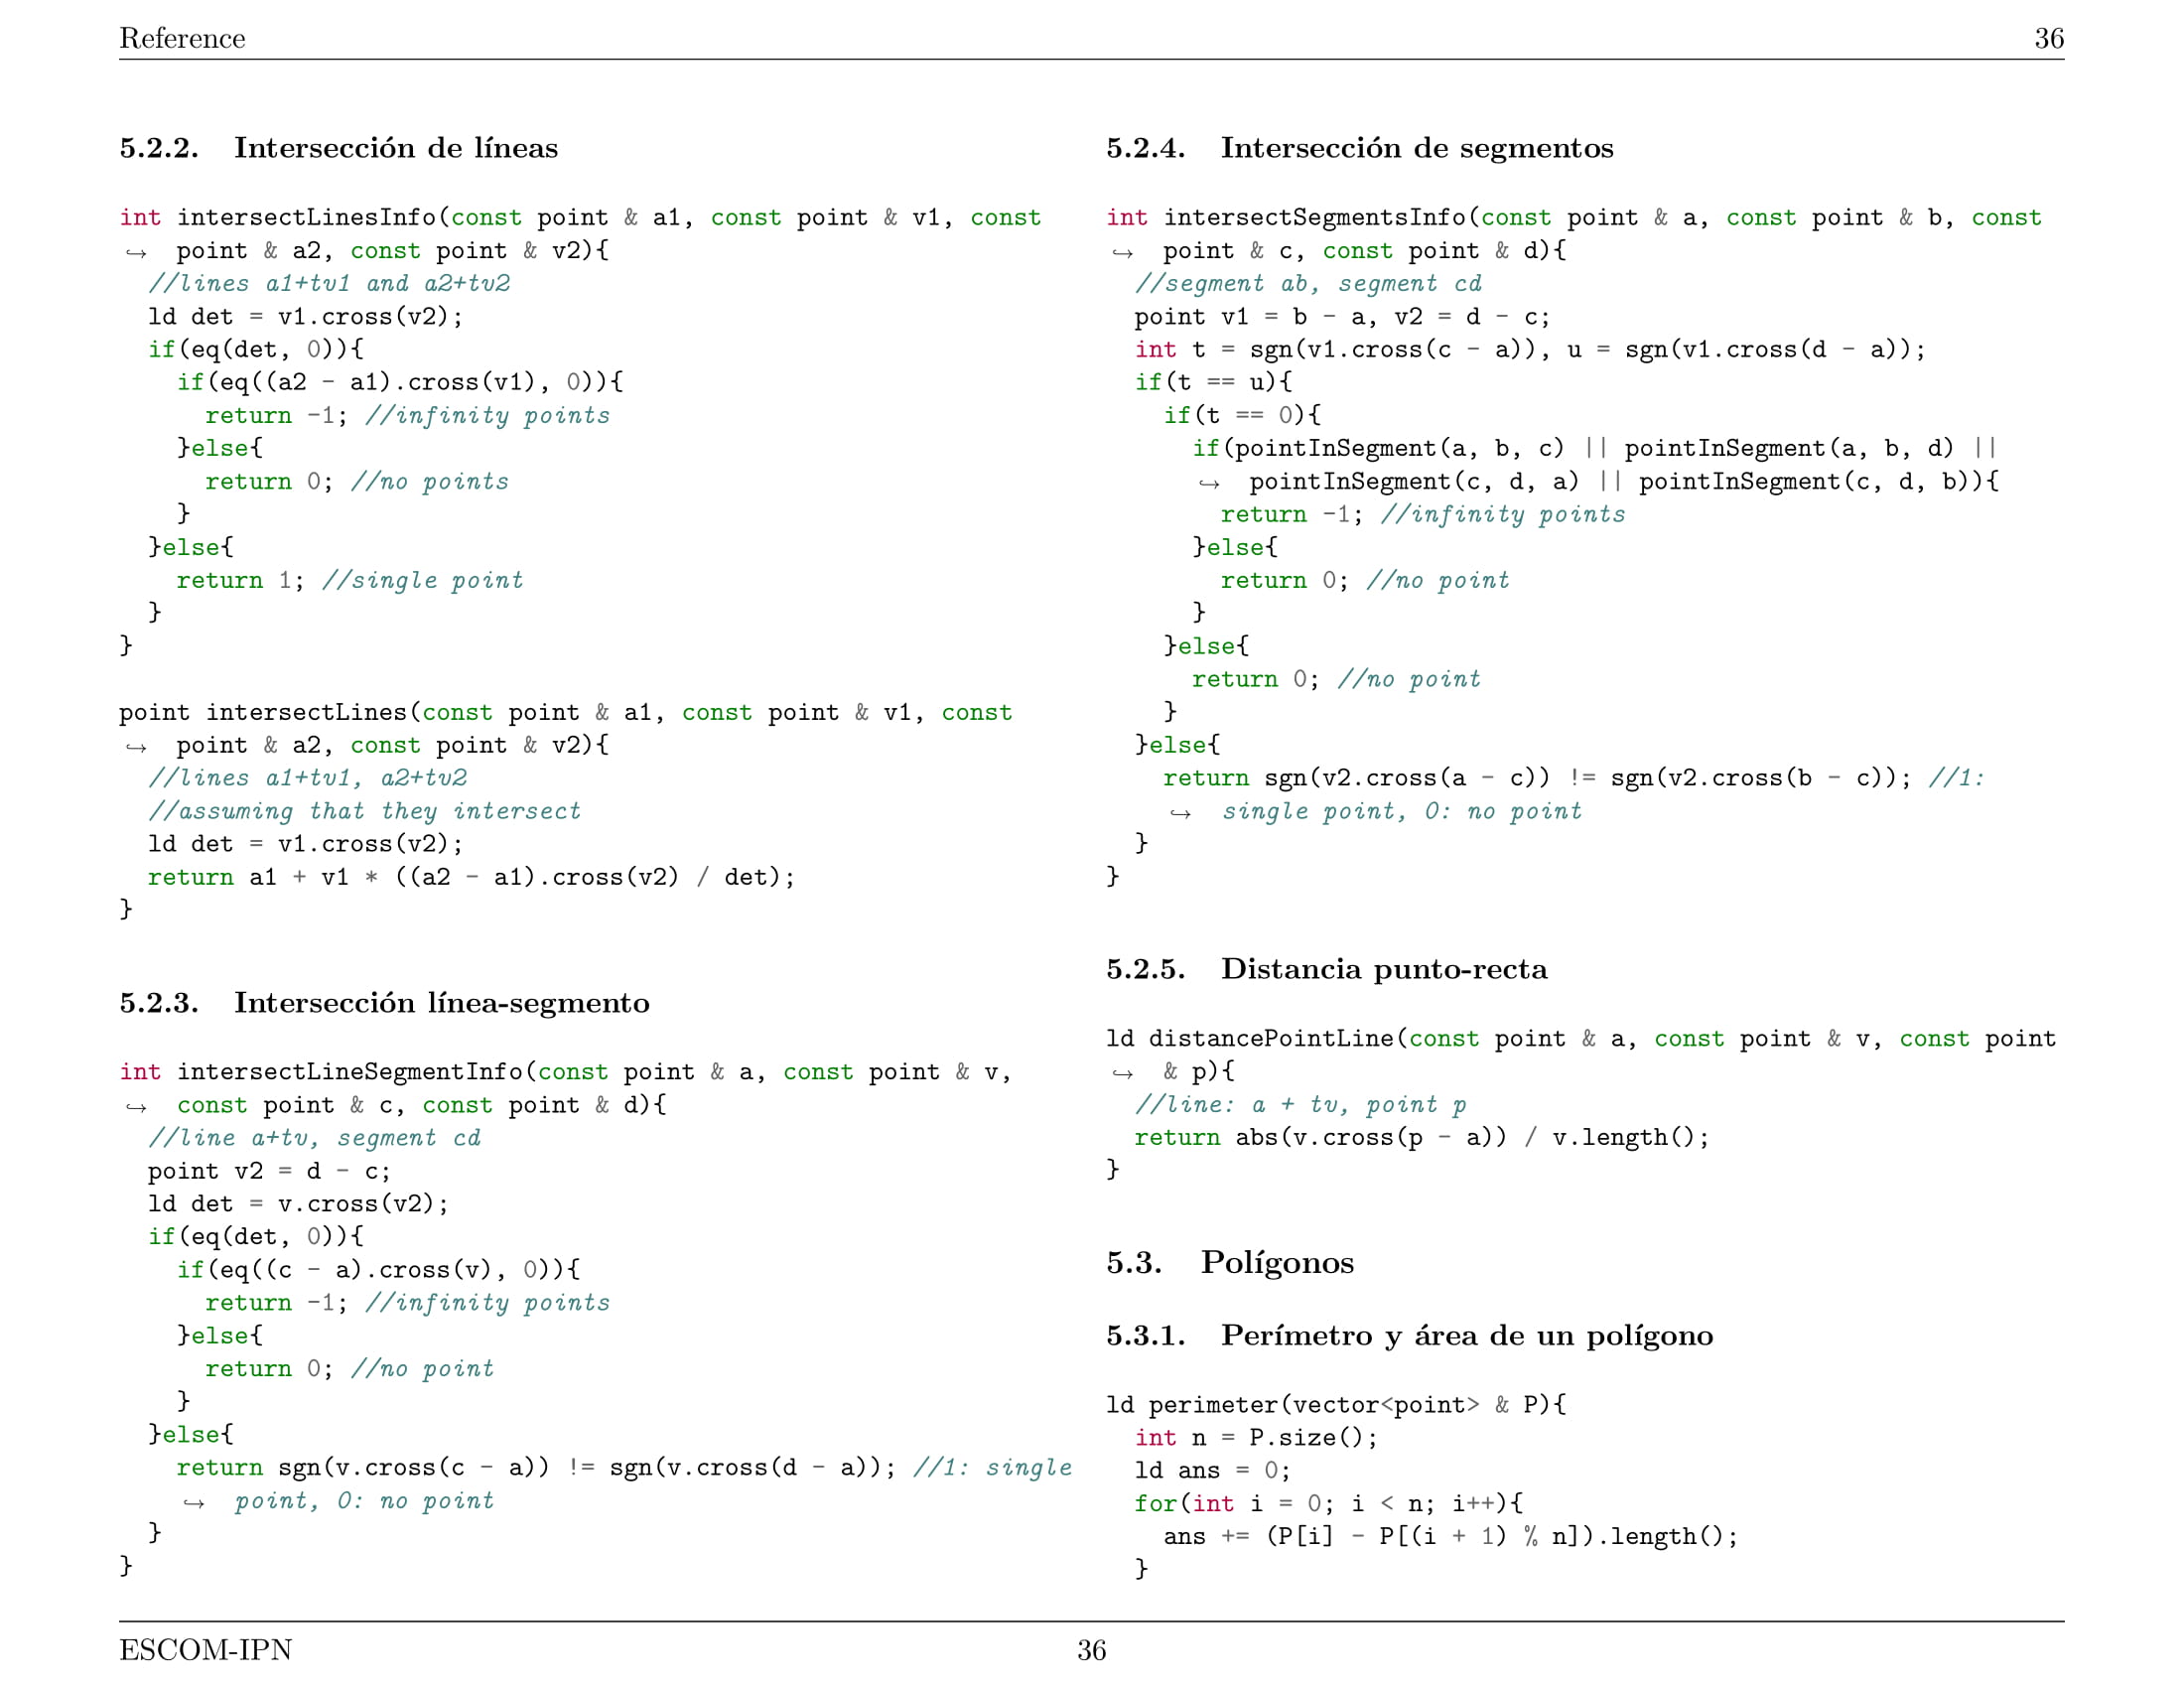 Reference 36
5.2.2. Intersección de líneas
int intersectLinesInfo(const point & a1, const point & v1, const
↪ point & a2, const point & v2){
  //lines a1+tv1 and a2+tv2
  ld det = v1.cross(v2);
  if(eq(det, 0)){
    if(eq((a2 - a1).cross(v1), 0)){
      return -1; //infinity points
    }else{
      return 0; //no points
    }
  }else{
    return 1; //single point
  }
}
point intersectLines(const point & a1, const point & v1, const
↪ point & a2, const point & v2){
  //lines a1+tv1, a2+tv2
  //assuming that they intersect
  ld det = v1.cross(v2);
  return a1 + v1 * ((a2 - a1).cross(v2) / det);
}
5.2.3. Intersección línea-segmento
int intersectLineSegmentInfo(const point & a, const point & v,
↪ const point & c, const point & d){
  //line a+tv, segment cd
  point v2 = d - c;
  ld det = v.cross(v2);
  if(eq(det, 0)){
    if(eq((c - a).cross(v), 0)){
      return -1; //infinity points
    }else{
      return 0; //no point
    }
  }else{
    return sgn(v.cross(c - a)) != sgn(v.cross(d - a)); //1: single
    ↪ point, 0: no point
  }
}
5.2.4. Intersección de segmentos
int intersectSegmentsInfo(const point & a, const point & b, const
↪ point & c, const point & d){
  //segment ab, segment cd
  point v1 = b - a, v2 = d - c;
  int t = sgn(v1.cross(c - a)), u = sgn(v1.cross(d - a));
  if(t == u){
    if(t == 0){
      if(pointInSegment(a, b, c) || pointInSegment(a, b, d) ||
      ↪ pointInSegment(c, d, a) || pointInSegment(c, d, b)){
        return -1; //infinity points
      }else{
        return 0; //no point
      }
    }else{
      return 0; //no point
    }
  }else{
    return sgn(v2.cross(a - c)) != sgn(v2.cross(b - c)); //1:
    ↪ single point, 0: no point
  }
}
5.2.5. Distancia punto-recta
ld distancePointLine(const point & a, const point & v, const point
↪ & p){
  //line: a + tv, point p
  return abs(v.cross(p - a)) / v.length();
}
5.3. Polígonos
5.3.1. Perímetro y área de un polígono
ld perimeter(vector<point> & P){
  int n = P.size();
  ld ans = 0;
  for(int i = 0; i < n; i++){
    ans += (P[i] - P[(i + 1) % n]).length();
  }
ESCOM-IPN 36